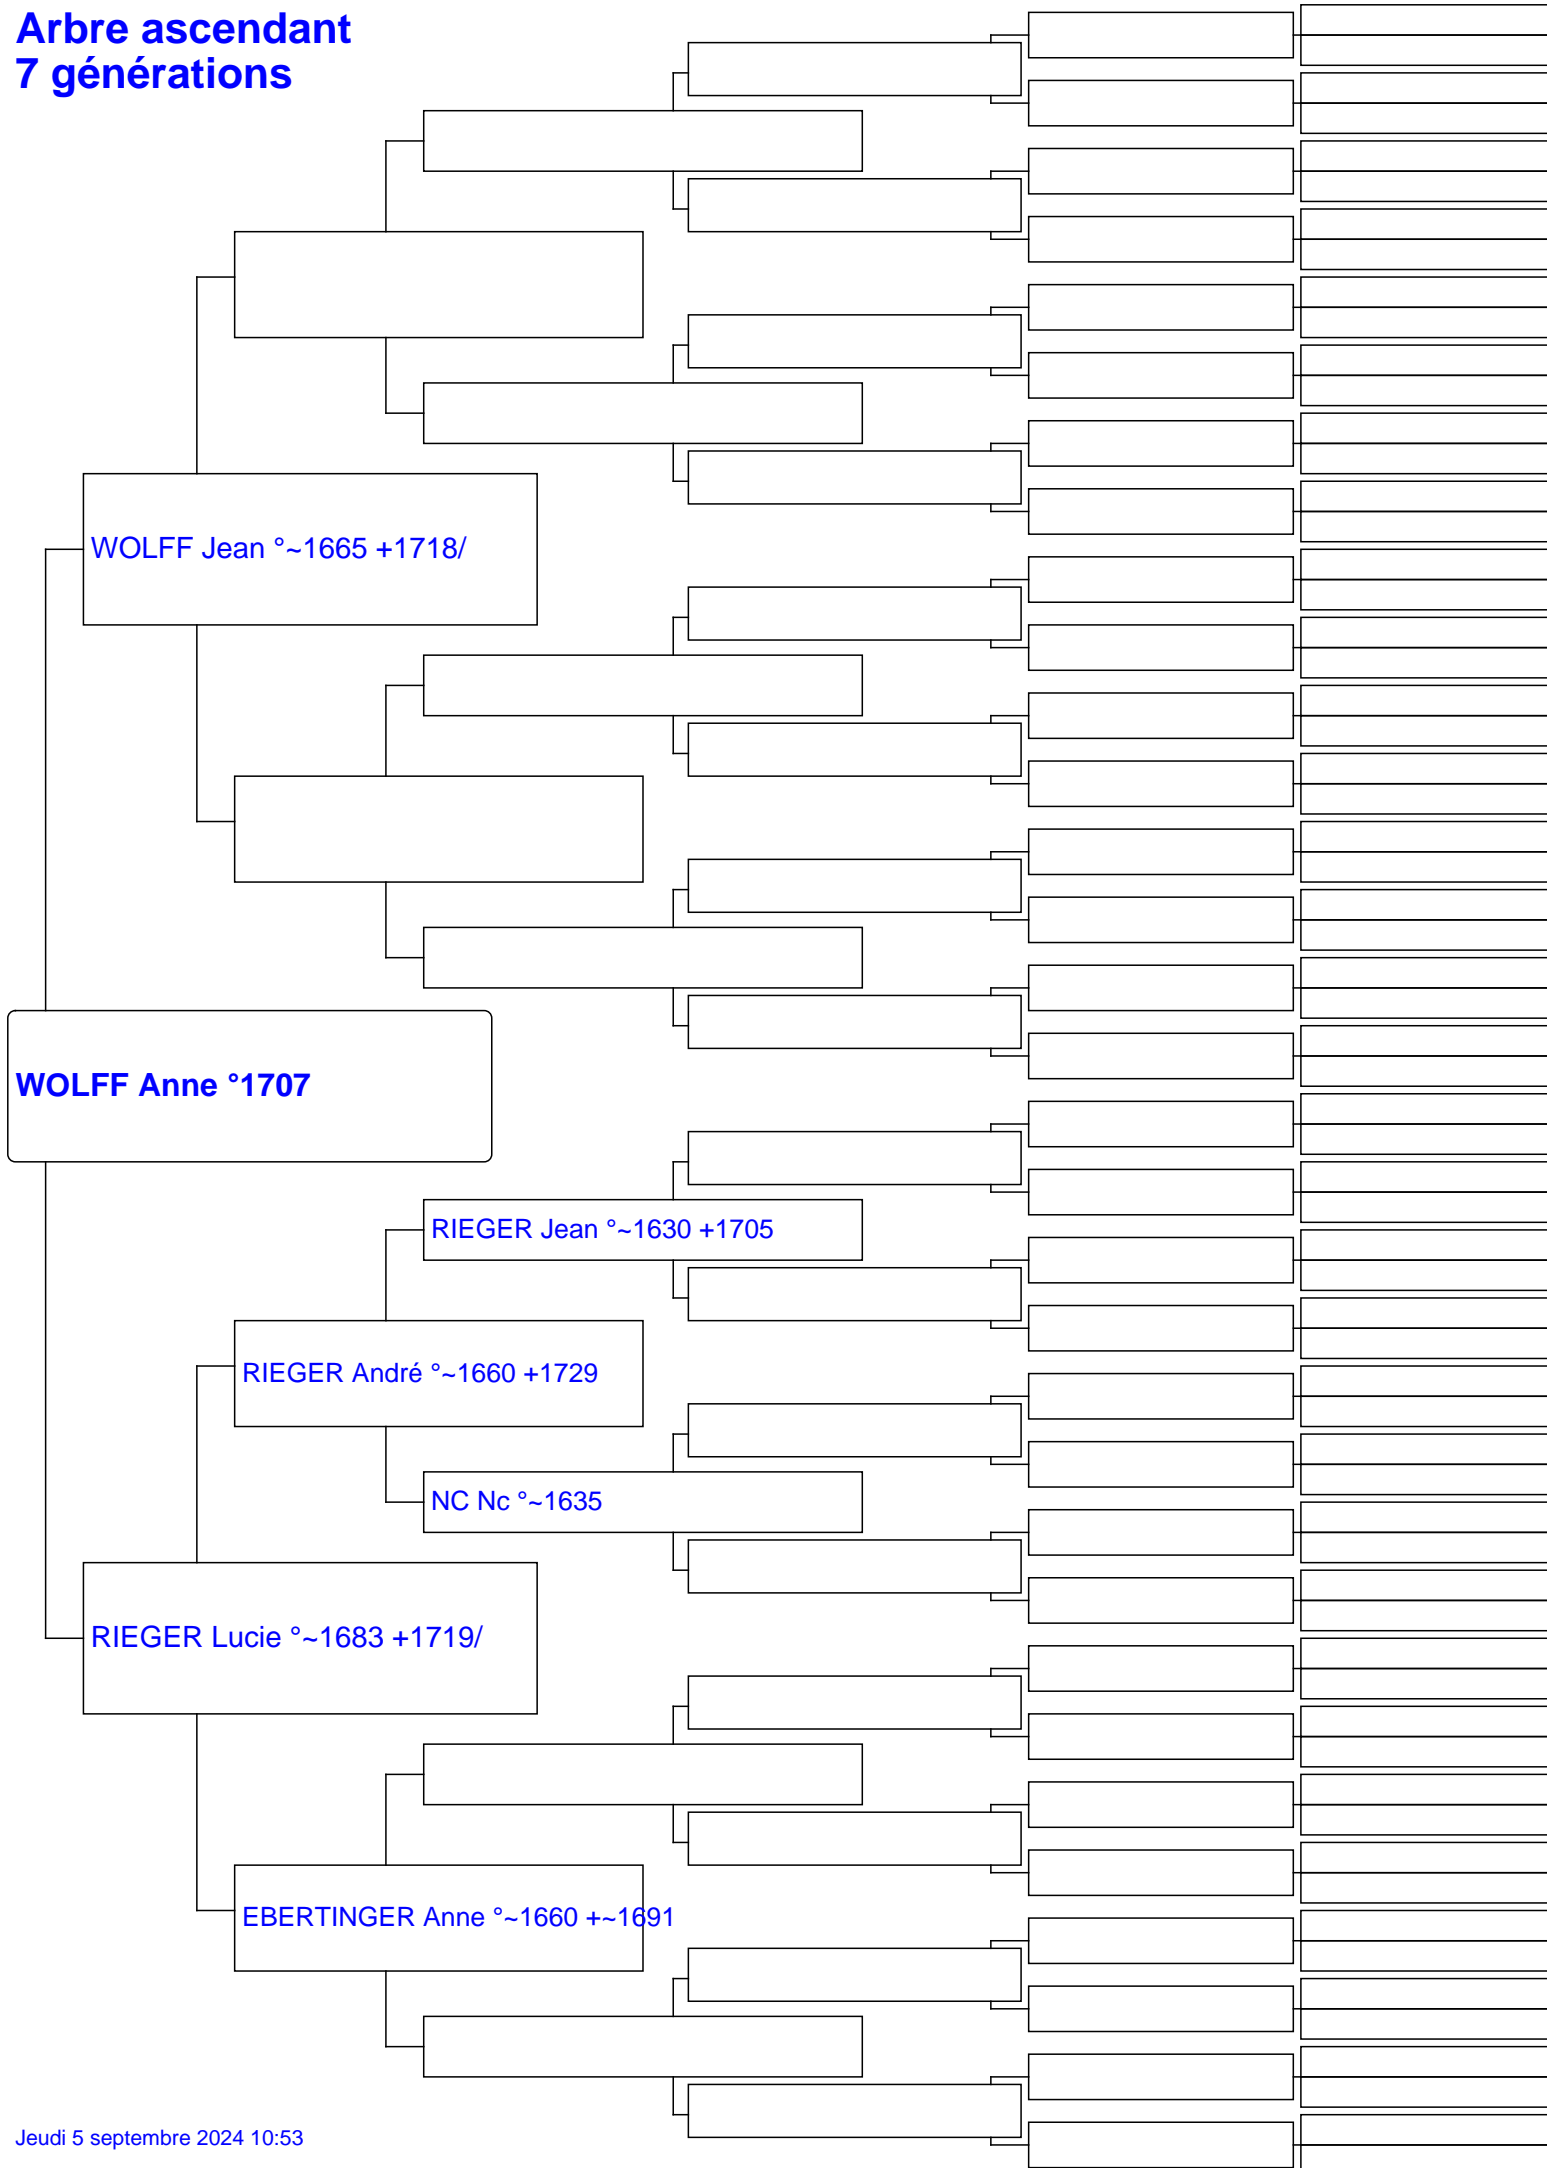 Arbre ascendant
7 générations
WOLFF Jean °~1665 +1718/
WOLFF Anne °1707
RIEGER Jean °~1630 +1705
RIEGER André °~1660 +1729
NC Nc °~1635
RIEGER Lucie °~1683 +1719/
EBERTINGER Anne °~1660 +~1691
Jeudi 5 septembre 2024 10:53